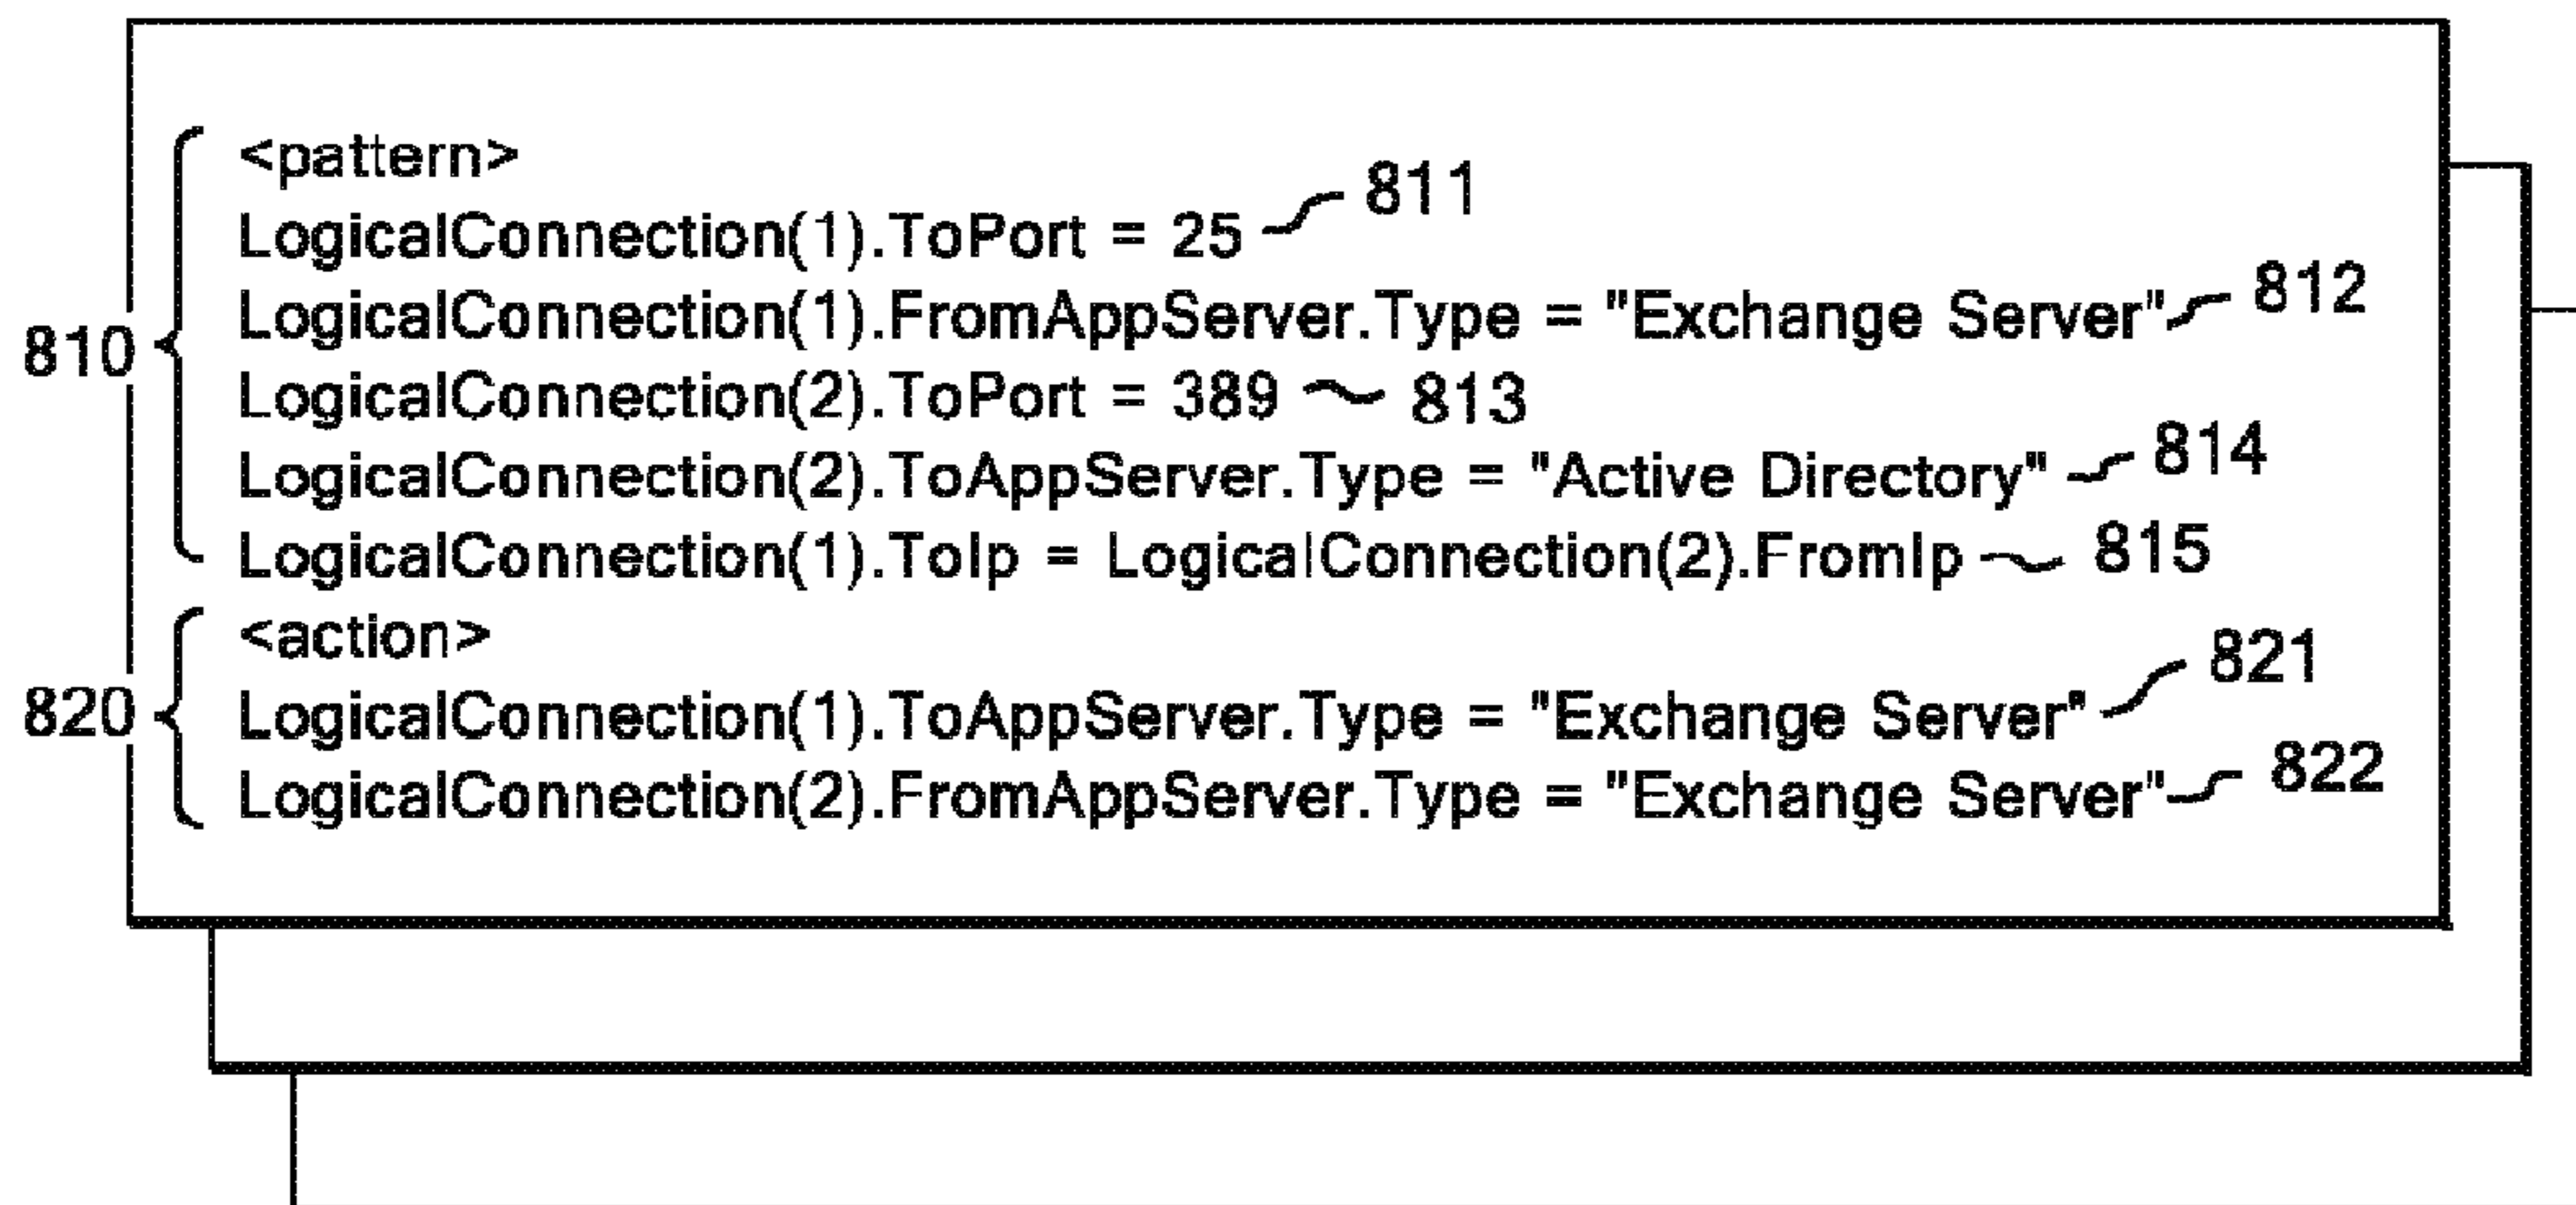 <pattern>
LogicalConnection(1).ToPort = 25 811
LogicalConnection(1).FromAppServer.Type = "Exchange Server" 812
810 LogicalConnection(2).ToPort = 389 813
LogicalConnection(2).ToAppServer.Type = "Active Directory" 814
LogicalConnection(1).ToIp = LogicalConnection(2).FromIp 815
<action>
820 LogicalConnection(1).ToAppServer.Type = "Exchange Server" 821
LogicalConnection(2).FromAppServer.Type = "Exchange Server" 822